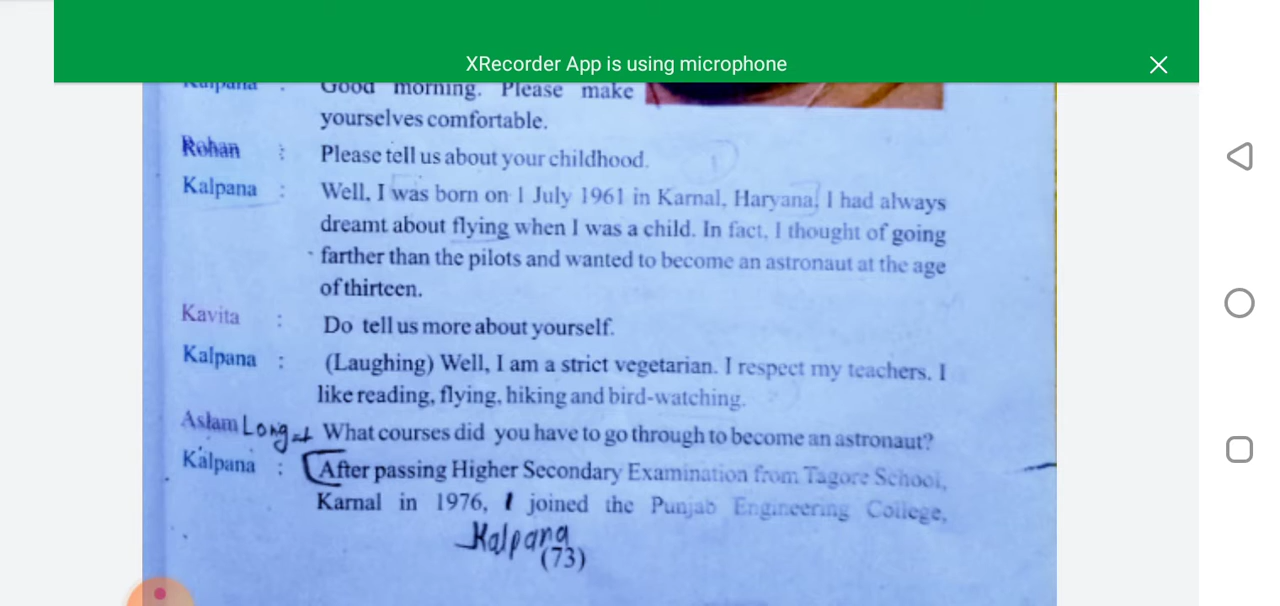 XRecorder App is using microphone
Kalpana : Good morning. Please make
yourselves comfortable.
Rohan : Please tell us about your childhood.
Kalpana : Well, I was born on 1 July 1961 in Karnal, Haryana. I had always
dreamt about flying when I was a child. In fact, I thought of going
farther than the pilots and wanted to become an astronaut at the age
of thirteen.
Kavita : Do tell us more about yourself.
Kalpana : (Laughing) Well, I am a strict vegetarian. I respect my teachers. I
like reading, flying, hiking and bird-watching.
Aslam Long What courses did you have to go through to become an astronaut?
Kalpana : After passing Higher Secondary Examination from Tagore School,
Karnal in 1976, I joined the Punjab Engineering College,
Kalpana
(73)